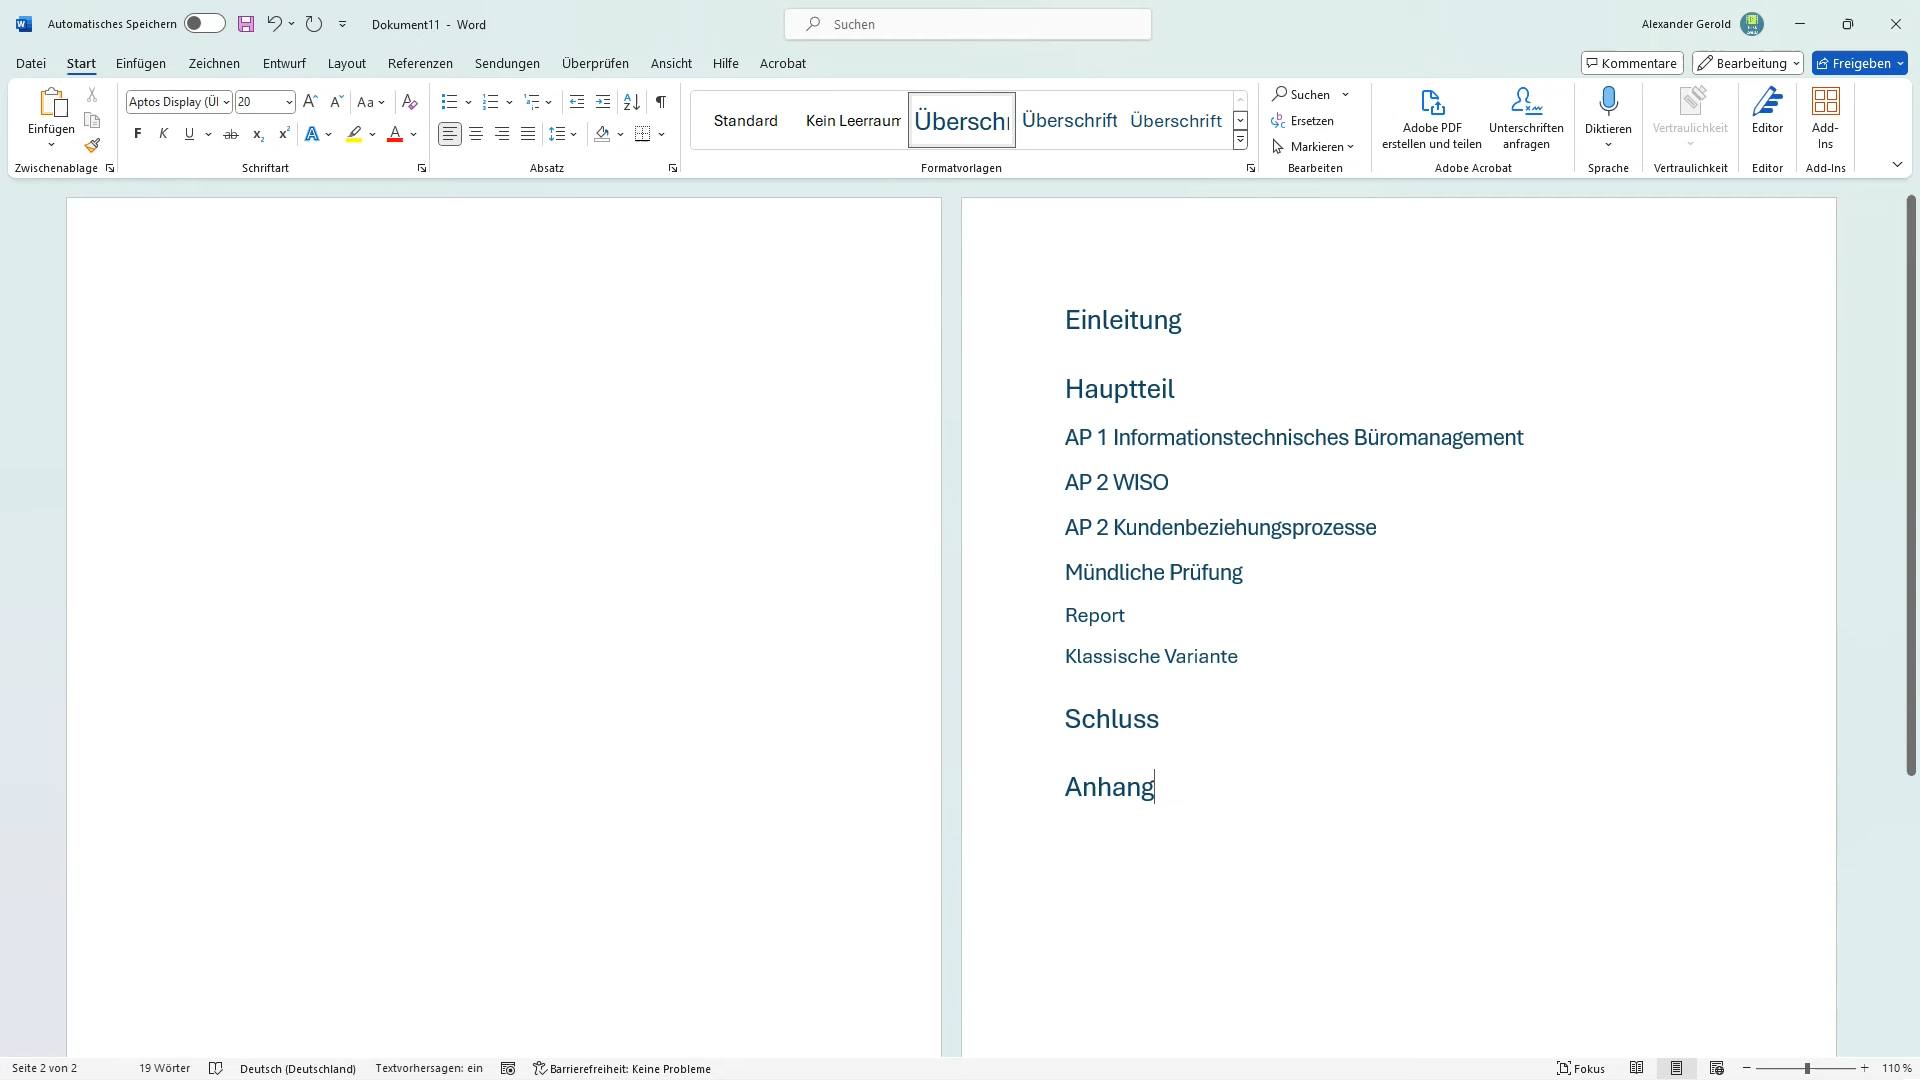 Automatisches Speichern
Dokument11 - Word
Suchen
Alexander Gerold
Datei Start Einfügen Zeichnen Entwurf Layout Referenzen Sendungen Überprüfen Ansicht Hilfe Acrobat
Kommentare Bearbeitung Freigeben
Einfügen
Zwischenablage
Aptos Display (Ül 20
Schriftart
Absatz
Standard Kein Leerraum Überschr Überschrift Überschrift
Formatvorlagen
Suchen
Ersetzen
Markieren
Bearbeiten
Adobe PDF
erstellen und teilen
Unterschriften
anfragen
Adobe Acrobat
Diktieren
Sprache
Vertraulichkeit
Vertraulichkeit
Editor
Editor
Add-
Ins
Add-Ins
Einleitung
Hauptteil
AP 1 Informationstechnisches Büromanagement
AP 2 WISO
AP 2 Kundenbeziehungsprozesse
Mündliche Prüfung
Report
Klassische Variante
Schluss
Anhang
Seite 2 von 2 19 Wörter Deutsch (Deutschland) Textvorhersagen: ein Barrierefreiheit: Keine Probleme Fokus 110 %